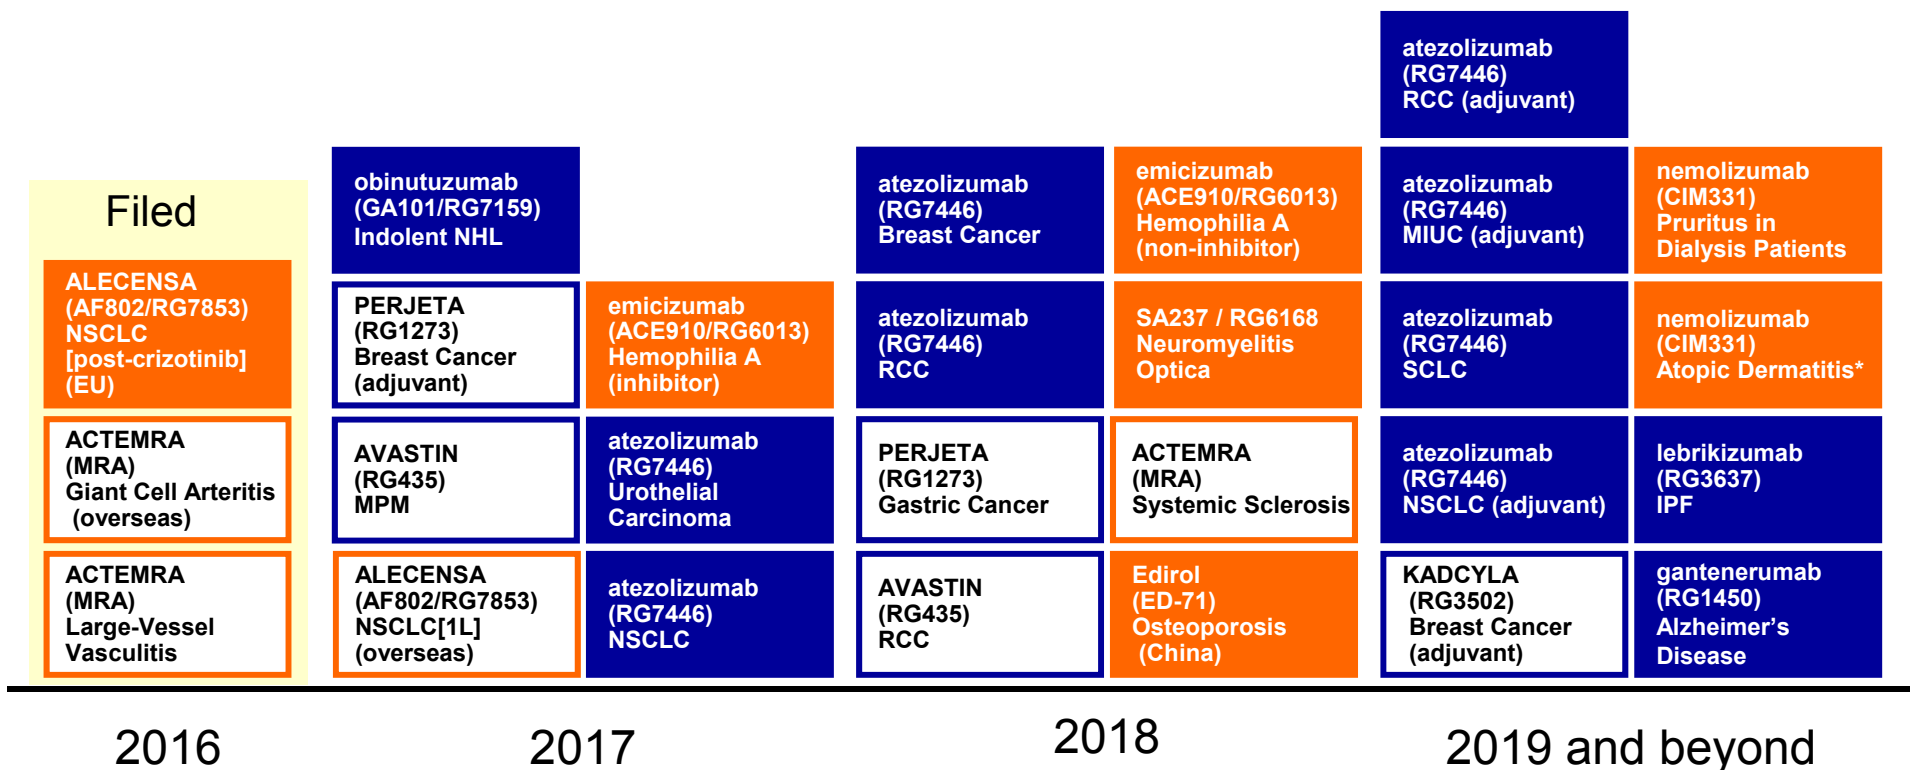 Filed
ALECENSA
(AF802/RG7853)
NSCLC
[post-crizotinib]
(EU)
ACTEMRA
(MRA)
Giant Cell Arteritis
(overseas)
ACTEMRA
(MRA)
Large-Vessel
Vasculitis
2016
obinutuzumab
(GA101/RG7159)
Indolent NHL
PERJETA
(RG1273)
Breast Cancer
(adjuvant)
AVASTIN
(RG435)
MPM
ALECENSA
(AF802/RG7853)
NSCLC[1L]
(overseas)
emicizumab
(ACE910/RG6013)
Hemophilia A
(inhibitor)
atezolizumab
(RG7446)
Urothelial
Carcinoma
atezolizumab
(RG7446)
NSCLC
2017
atezolizumab
(RG7446)
Breast Cancer
atezolizumab
(RG7446)
RCC
PERJETA
(RG1273)
Gastric Cancer
AVASTIN
(RG435)
RCC
emicizumab
(ACE910/RG6013)
Hemophilia A
(non-inhibitor)
SA237 / RG6168
Neuromyelitis
Optica
ACTEMRA
(MRA)
Systemic Sclerosis
Edirol
(ED-71)
Osteoporosis
(China)
2018
atezolizumab
(RG7446)
RCC (adjuvant)
atezolizumab
(RG7446)
MIUC (adjuvant)
atezolizumab
(RG7446)
SCLC
atezolizumab
(RG7446)
NSCLC (adjuvant)
KADCYLA
(RG3502)
Breast Cancer
(adjuvant)
nemolizumab
(CIM331)
Pruritus in
Dialysis Patients
nemolizumab
(CIM331)
Atopic Dermatitis*
lebrikizumab
(RG3637)
IPF
gantenerumab
(RG1450)
Alzheimer’s
Disease
2019 and beyond